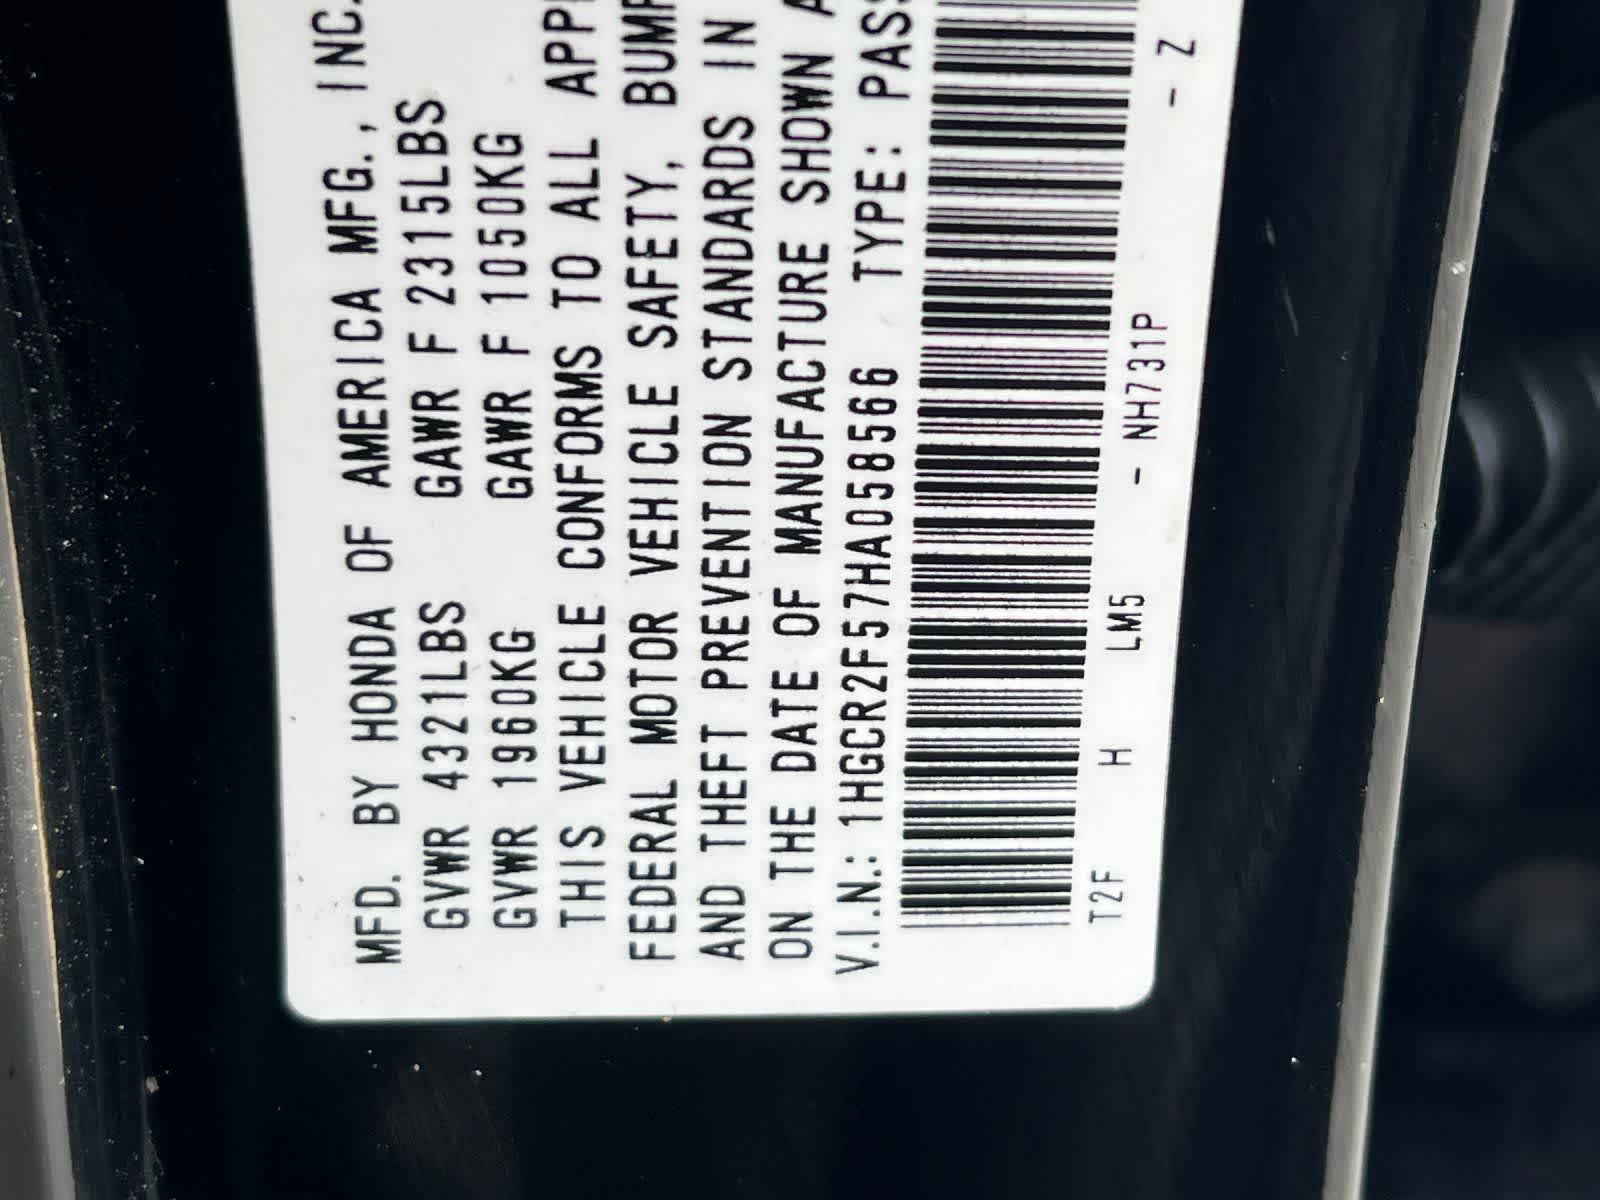 MFD. BY HONDA OF AMERICA MFG., INC.
GVWR 4321LBS GAWR F 2315LBS
GVWR 1960KG GAWR F 1050KG
THIS VEHICLE CONFORMS TO ALL APPL
FEDERAL MOTOR VEHICLE SAFETY, BUMP
AND THEFT PREVENTION STANDARDS IN
ON THE DATE OF MANUFACTURE SHOWN A
V.I.N.: 1HGCR2F57HA058566 TYPE: PASS
T2F H LM5 - NH731P - Z